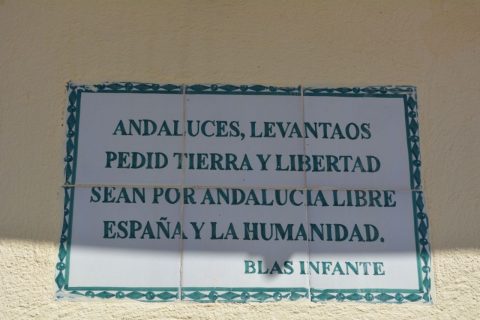 ANDALUCES, LEVANTAOS
PEDID TIERRA Y LIBERTAD
SEAN POR ANDALUCIA LIBRE
ESPAÑA Y LA HUMANIDAD.
BLAS INFANTE